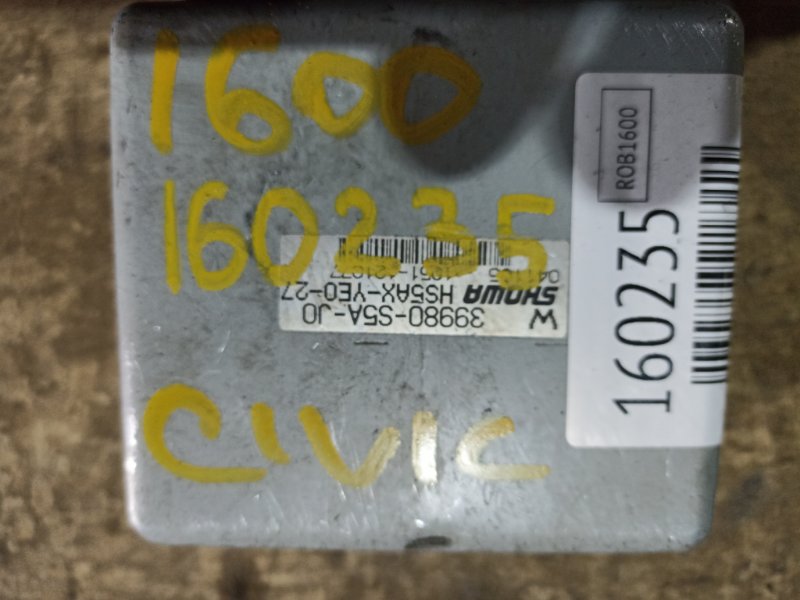 1600
160235
CIVIC
ROB1600
160235
W
39980-S5A-J0
SHOWA HS5AX-YE0-27